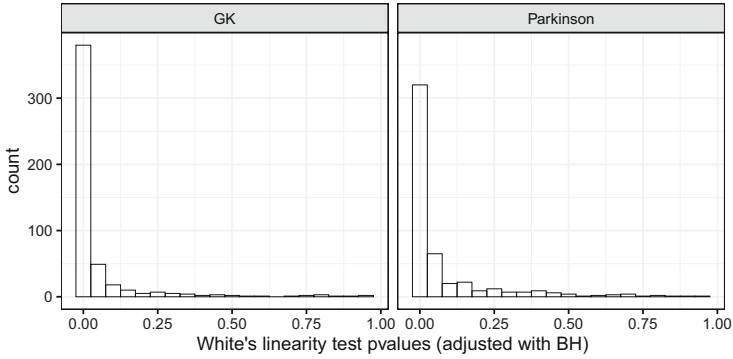 GK
Parkinson
count
300
200
100
0
0.00 0.25 0.50 0.75 1.00
0.00 0.25 0.50 0.75 1.00
White's linearity test pvalues (adjusted with BH)